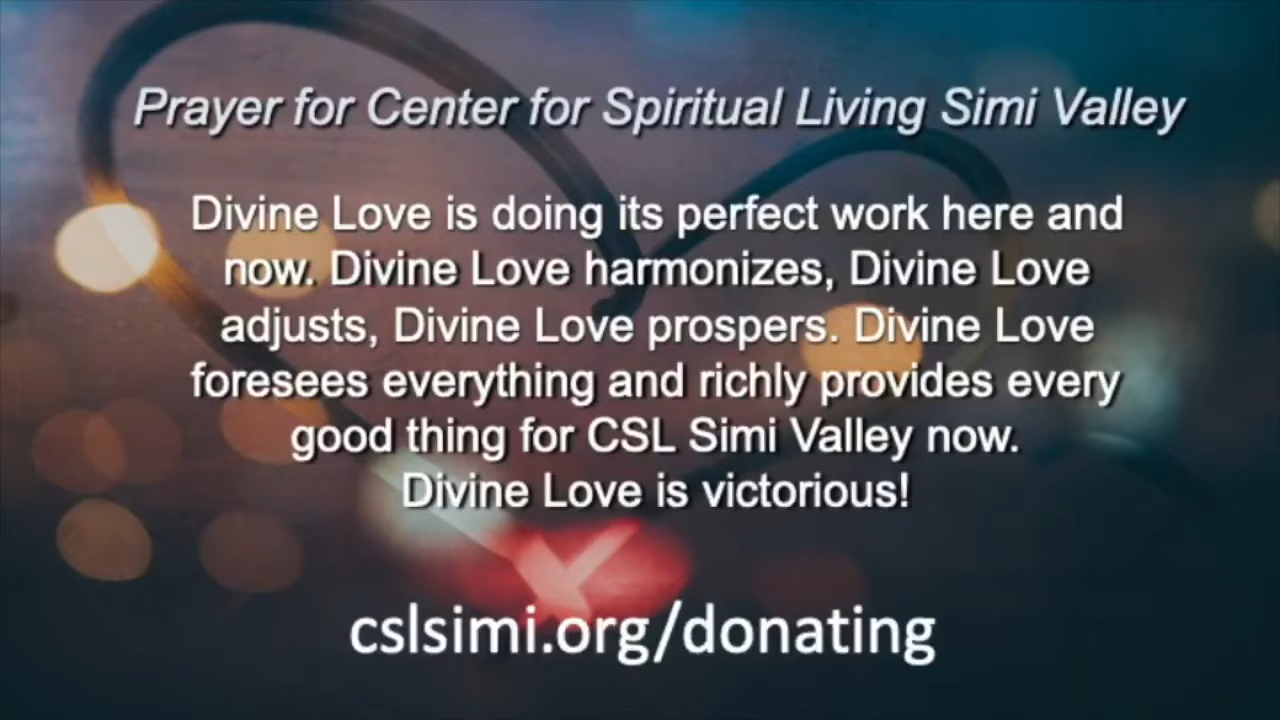 Prayer for Center for Spiritual Living Simi Valley
Divine Love is doing its perfect work here and
now. Divine Love harmonizes, Divine Love
adjusts, Divine Love prospers. Divine Love
foresees everything and richly provides every
good thing for CSL Simi Valley now.
Divine Love is victorious!
cslsimi.org/donating